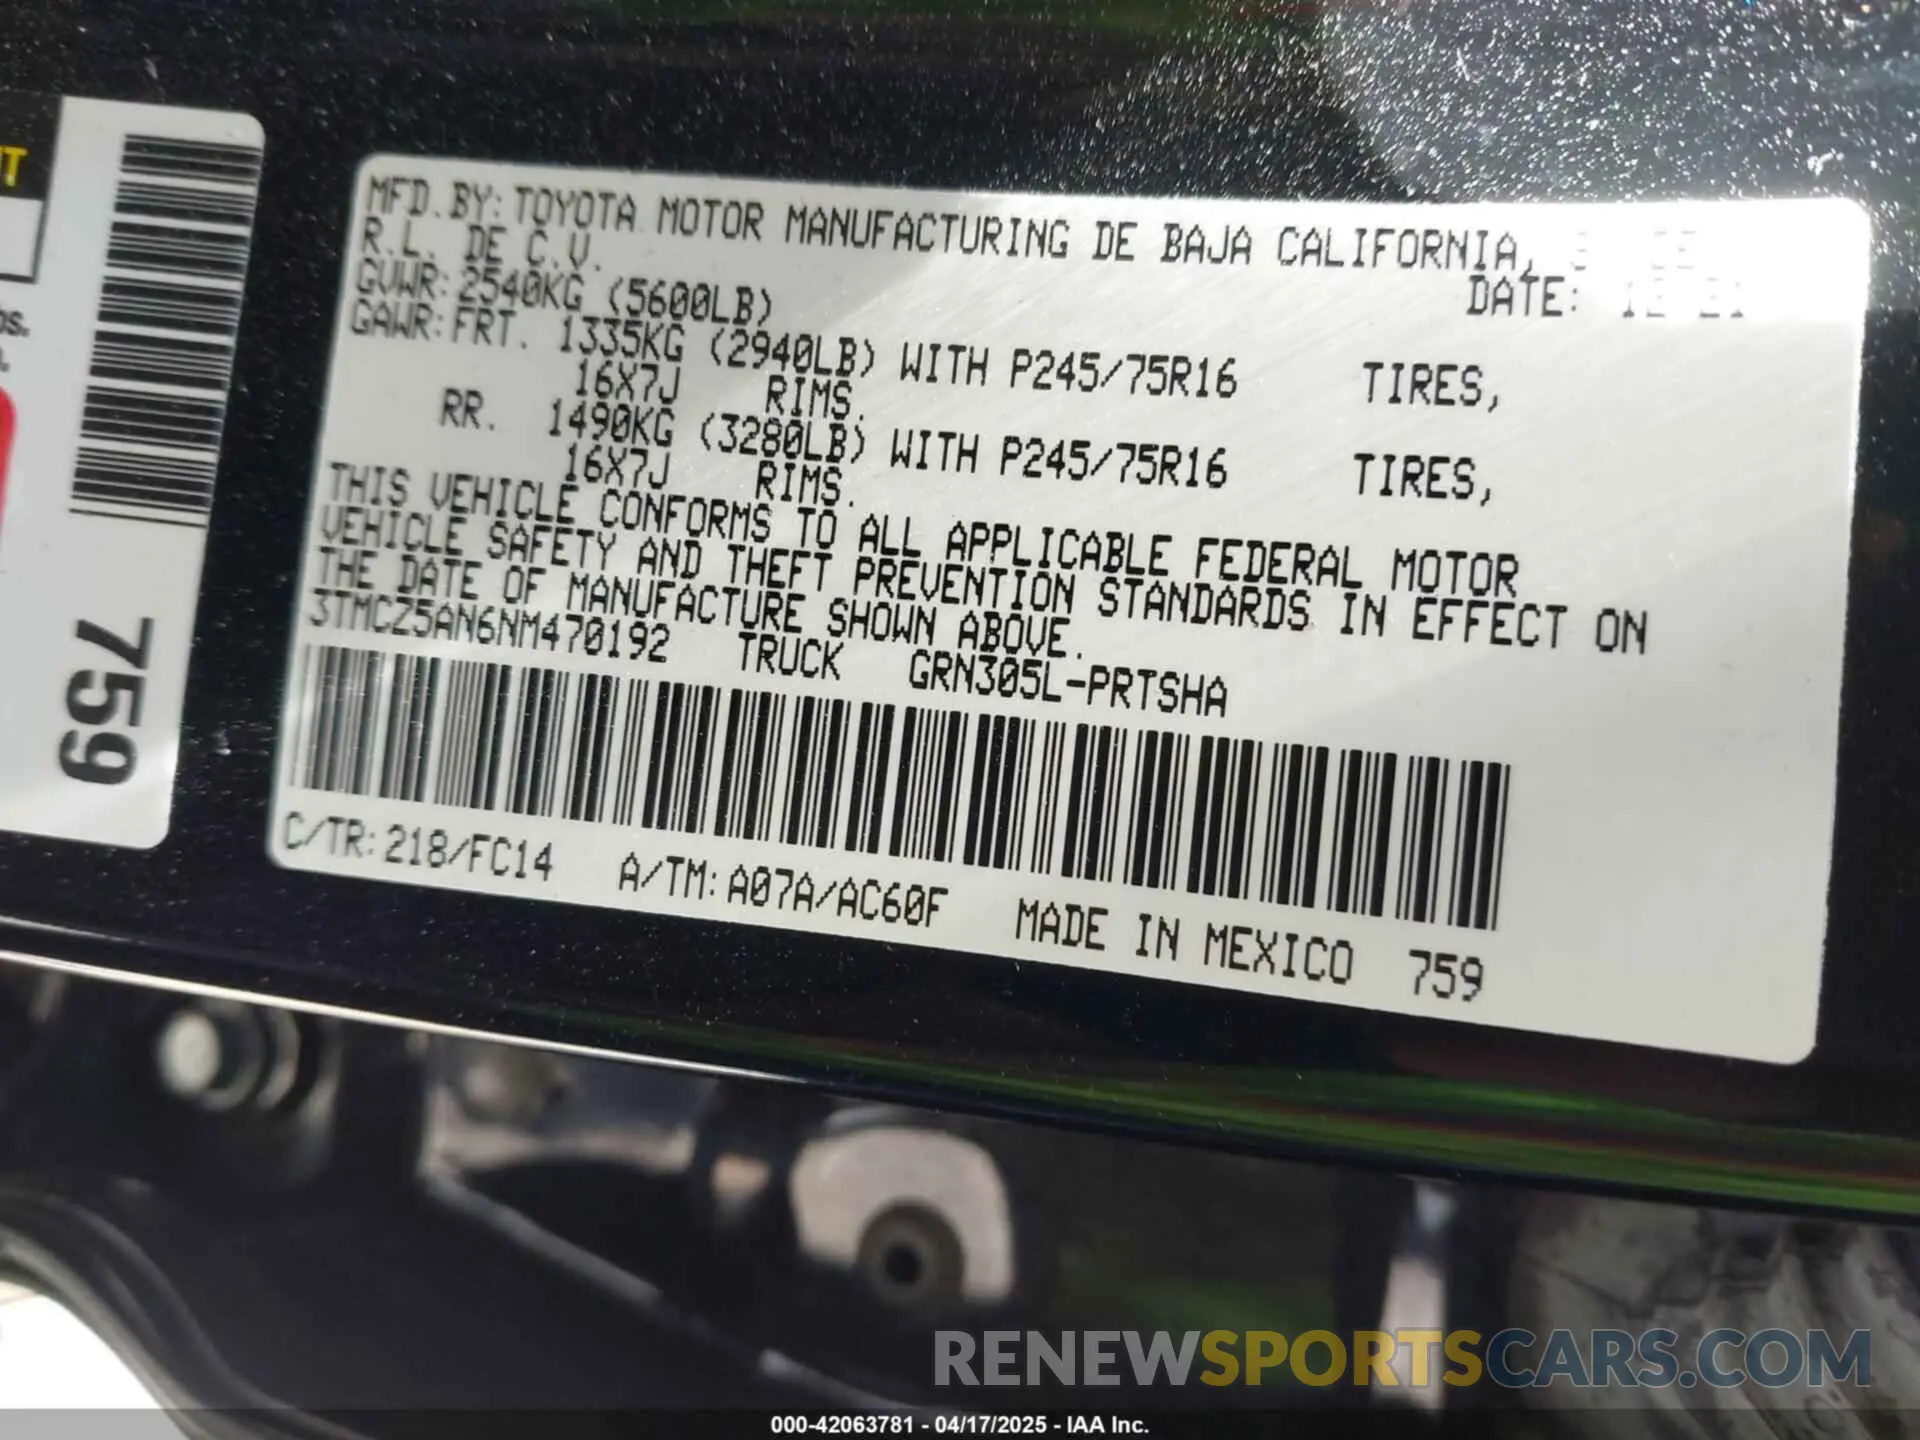 MFD.BY:TOYOTA MOTOR MANUFACTURING DE BAJA CALIFORNIA,
R.L. DE C.V.
DATE:
GVWR:2540KG (5600LB)
GAWR:FRT. 1335KG (2940LB) WITH P245/75R16 TIRES,
16X7J RIMS.
RR. 1490KG (3280LB) WITH P245/75R16 TIRES,
16X7J RIMS.
THIS VEHICLE CONFORMS TO ALL APPLICABLE FEDERAL MOTOR
VEHICLE SAFETY AND THEFT PREVENTION STANDARDS IN EFFECT ON
THE DATE OF MANUFACTURE SHOWN ABOVE.
3TMCZ5AN6NM470192 TRUCK GRN305L-PRTSHA
C/TR:218/FC14 A/TM:A07A/AC60F MADE IN MEXICO 759
759
RENEWSPORTSCARS.COM
000-42063781 - 04/17/2025 - IAA Inc.